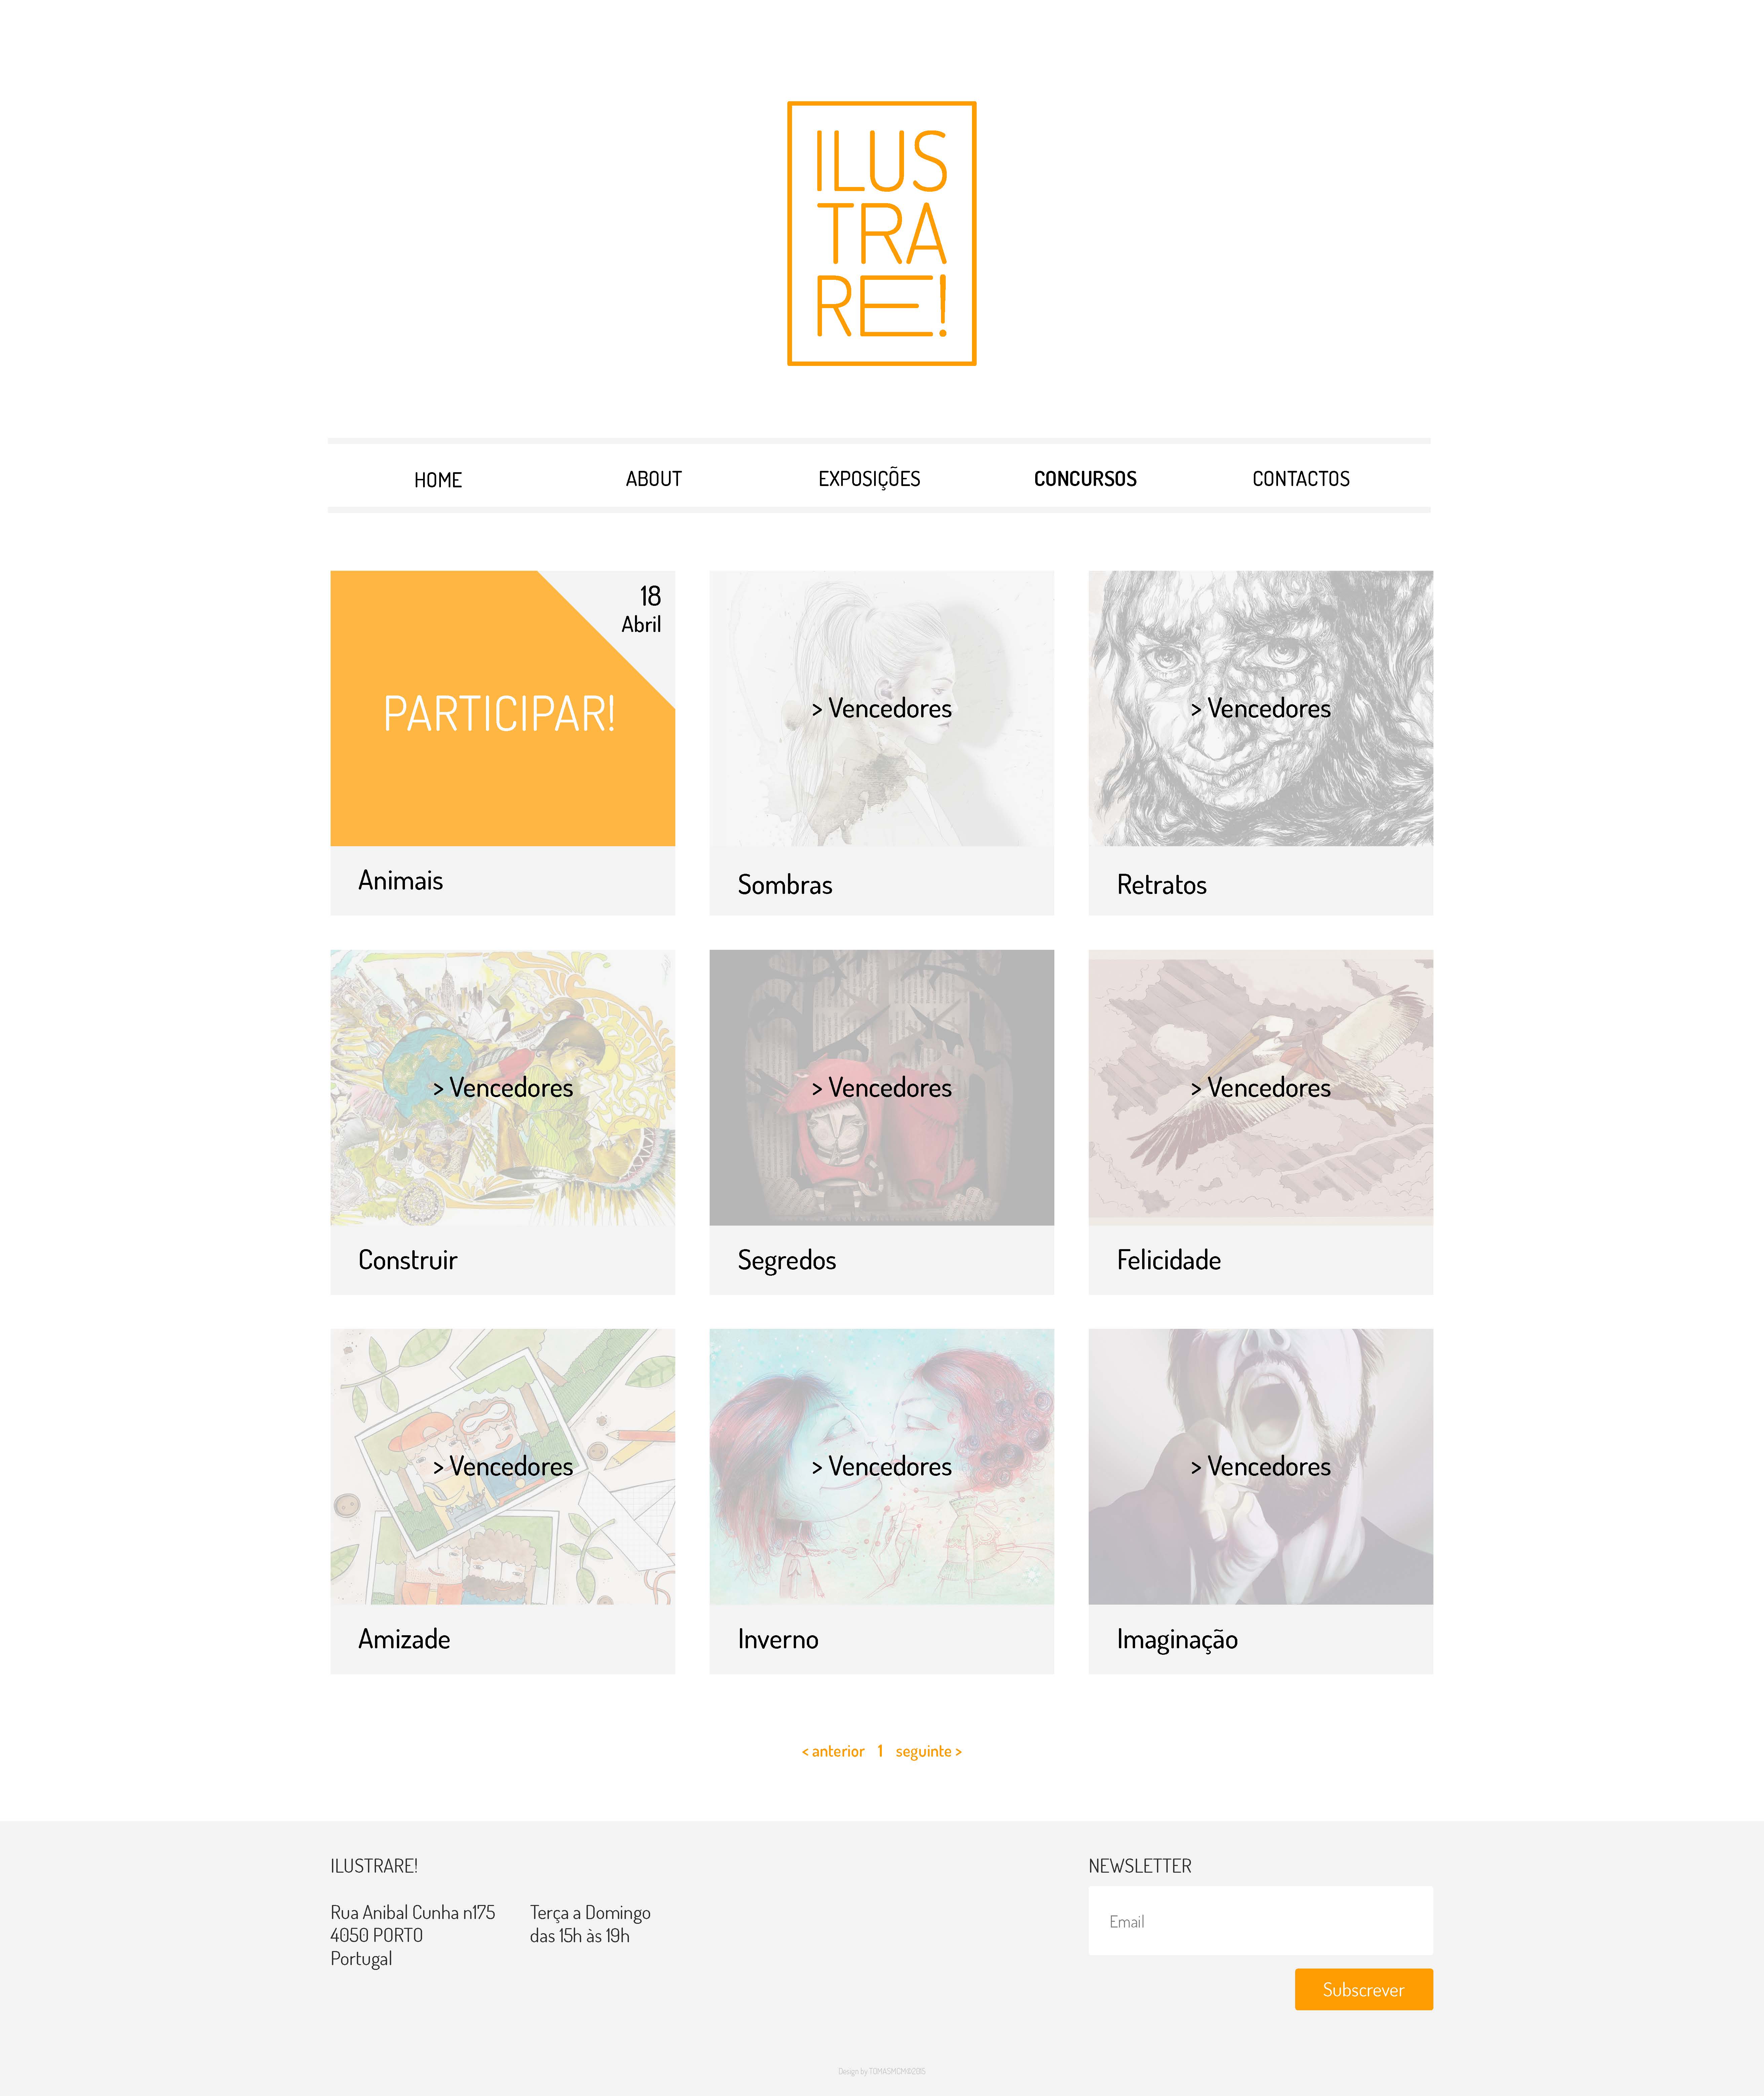 ILUS
TRA
RE!
HOME
ABOUT
EXPOSIÇÕES
CONCURSOS
CONTACTOS
18
Abril
PARTICIPAR!
> Vencedores
> Vencedores
Animais
Sombras
Retratos
> Vencedores
> Vencedores
> Vencedores
Construir
Segredos
Felicidade
> Vencedores
> Vencedores
> Vencedores
Amizade
Inverno
Imaginação
< anterior 1 seguinte >
ILUSTRARE!
Rua Anibal Cunha n175
4050 PORTO
Portugal
Terça a Domingo
das 15h às 19h
NEWSLETTER
Email
Subscrever
Design by TOMASMCM©2015